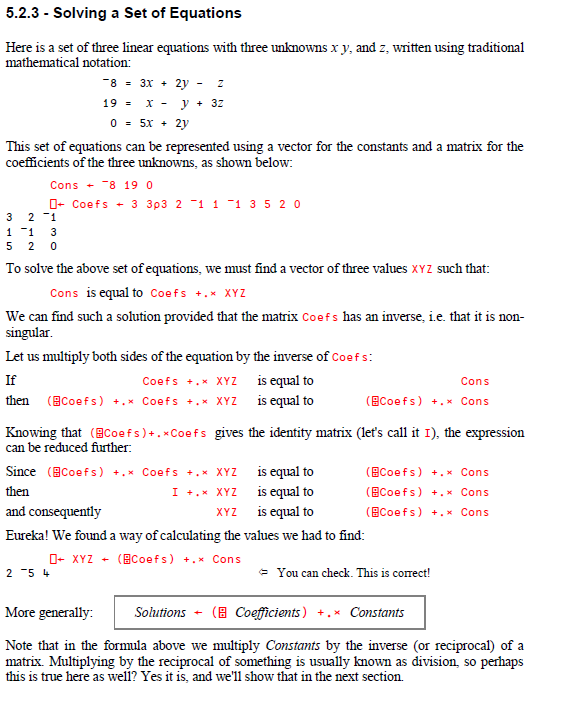 5.2.3 - Solving a Set of Equations
Here is a set of three linear equations with three unknowns x y, and z, written using traditional
mathematical notation:
¯8 = 3x + 2y - z
19 = x - y + 3z
0 = 5x + 2y
This set of equations can be represented using a vector for the constants and a matrix for the
coefficients of the three unknowns, as shown below:
Cons ← ¯8 19 0
⎕← Coefs ← 3 3⍴3 2 ¯1 1 ¯1 3 5 2 0
3 2 ¯1
1 ¯1 3
5 2 0
To solve the above set of equations, we must find a vector of three values XYZ such that:
Cons is equal to Coefs +.× XYZ
We can find such a solution provided that the matrix Coefs has an inverse, i.e. that it is non-
singular.
Let us multiply both sides of the equation by the inverse of Coefs:
If Coefs +.× XYZ is equal to Cons
then (⌹Coefs) +.× Coefs +.× XYZ is equal to (⌹Coefs) +.× Cons
Knowing that (⌹Coefs)+.×Coefs gives the identity matrix (let's call it I), the expression
can be reduced further:
Since (⌹Coefs) +.× Coefs +.× XYZ is equal to (⌹Coefs) +.× Cons
then I +.× XYZ is equal to (⌹Coefs) +.× Cons
and consequently XYZ is equal to (⌹Coefs) +.× Cons
Eureka! We found a way of calculating the values we had to find:
⎕← XYZ ← (⌹Coefs) +.× Cons
2 ¯5 4 ⇦ You can check. This is correct!
More generally: Solutions ← (⌹ Coefficients) +.× Constants
Note that in the formula above we multiply Constants by the inverse (or reciprocal) of a
matrix. Multiplying by the reciprocal of something is usually known as division, so perhaps
this is true here as well? Yes it is, and we'll show that in the next section.